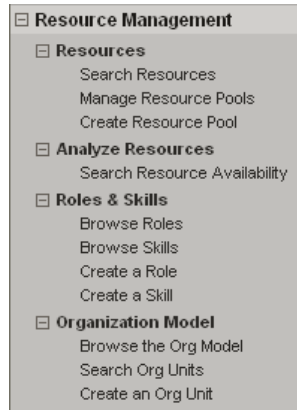 Resource Management
Resources
Search Resources
Manage Resource Pools
Create Resource Pool
Analyze Resources
Search Resource Availability
Roles & Skills
Browse Roles
Browse Skills
Create a Role
Create a Skill
Organization Model
Browse the Org Model
Search Org Units
Create an Org Unit